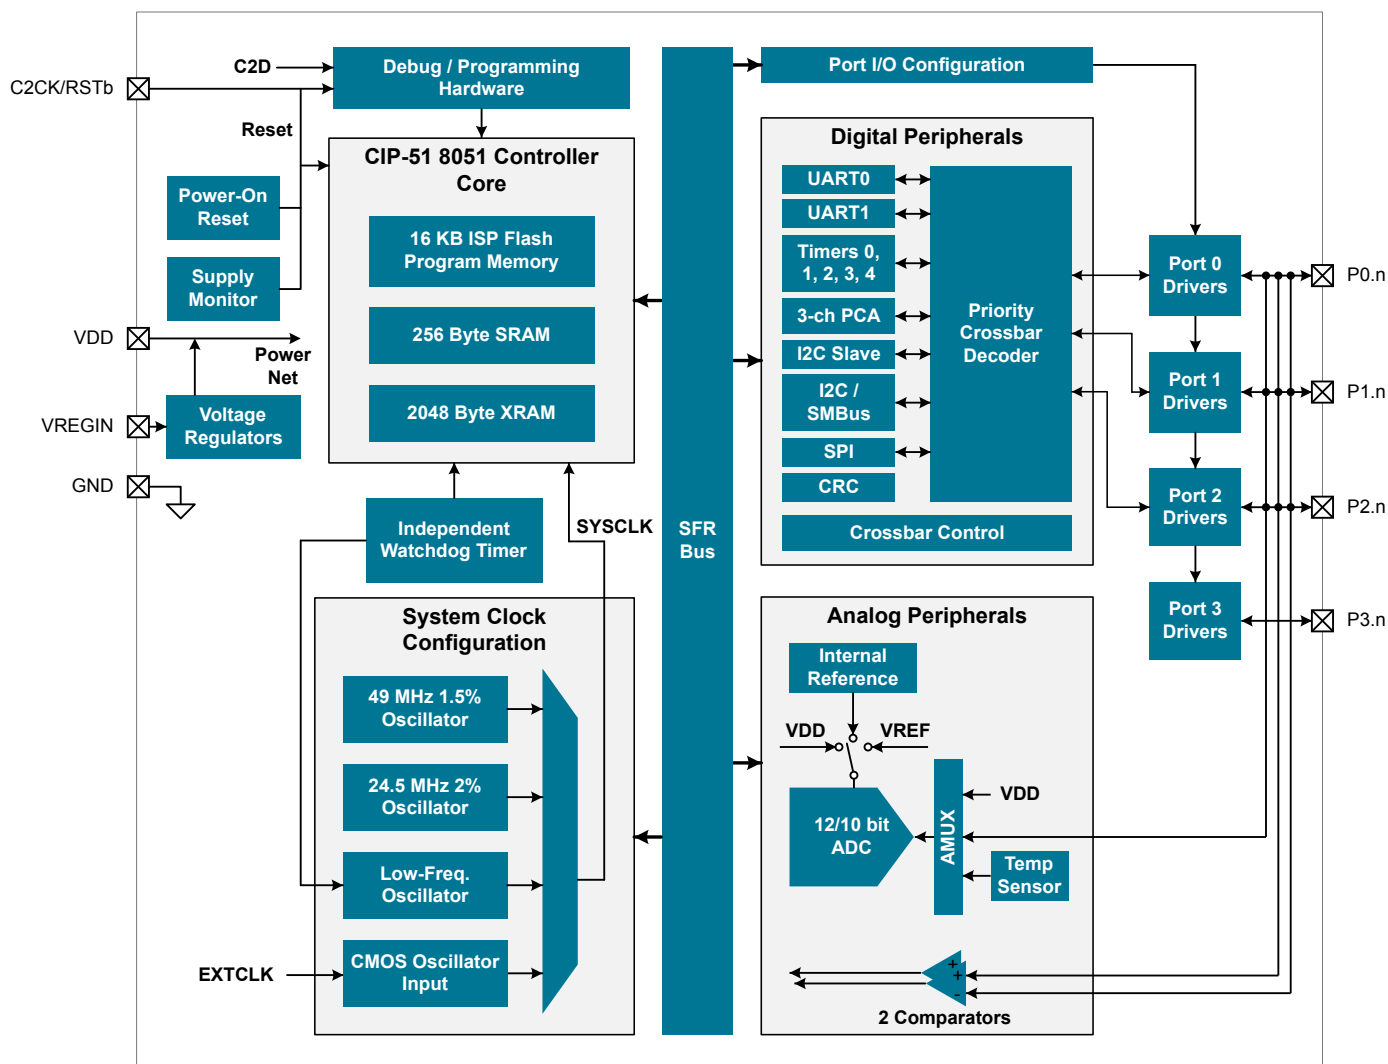 C2CK/RSTb
C2D
Debug / Programming
Hardware
Reset
Power-On
Reset
Supply
Monitor
VDD
Power
Net
VREGIN
Voltage
Regulators
GND
CIP-51 8051 Controller
Core
16 KB ISP Flash
Program Memory
256 Byte SRAM
2048 Byte XRAM
Independent
Watchdog Timer
SYSCLK
System Clock
Configuration
49 MHz 1.5%
Oscillator
24.5 MHz 2%
Oscillator
Low-Freq.
Oscillator
EXTCLK
CMOS Oscillator
Input
SFR
Bus
Port I/O Configuration
Digital Peripherals
UART0
UART1
Timers 0,
1, 2, 3, 4
3-ch PCA
I2C Slave
I2C /
SMBus
SPI
CRC
Priority
Crossbar
Decoder
Crossbar Control
Port 0
Drivers
P0.n
Port 1
Drivers
P1.n
Port 2
Drivers
P2.n
Port 3
Drivers
P3.n
Analog Peripherals
Internal
Reference
VDD
VREF
12/10 bit
ADC
AMUX
VDD
Temp
Sensor
+
+
-
2 Comparators